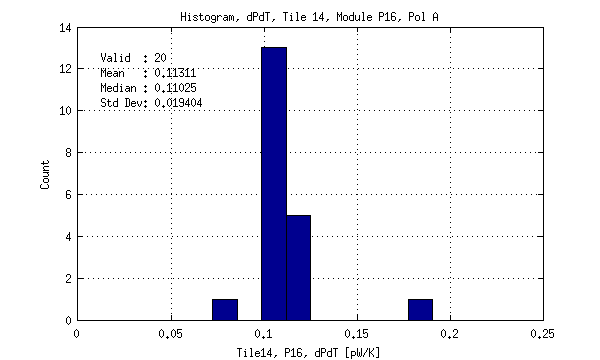 Histogram, dPdT, Tile 14, Module P16, Pol A
Valid : 20
Mean : 0.11311
Median : 0.11025
Std Dev: 0.019404
14
12
10
8
6
4
2
0
Count
0 0.05 0.1 0.15 0.2 0.25
Tile14, P16, dPdT [pW/K]